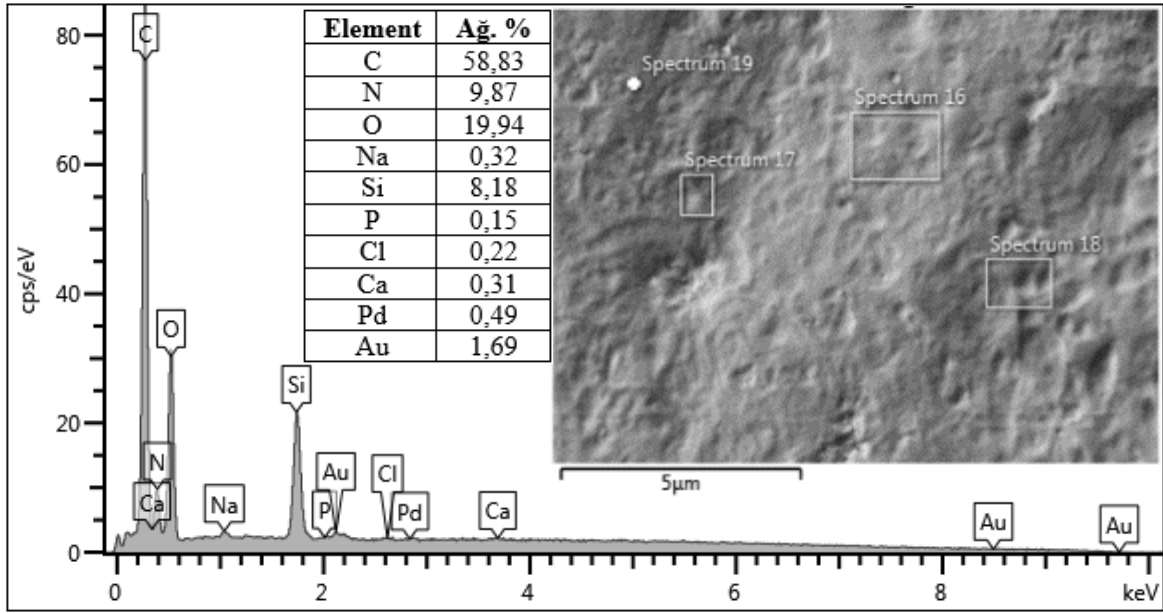 Element Ağ. %
C 58,83
N 9,87
O 19,94
Na 0,32
Si 8,18
P 0,15
Cl 0,22
Ca 0,31
Pd 0,49
Au 1,69
Spectrum 19
Spectrum 16
Spectrum 17
Spectrum 18
5µm
cps/eV
80
60
40
20
0
C
O
N
Ca
Na
Si
P
Au
Cl
Pd
Ca
Au
Au
0 2 4 6 8 keV